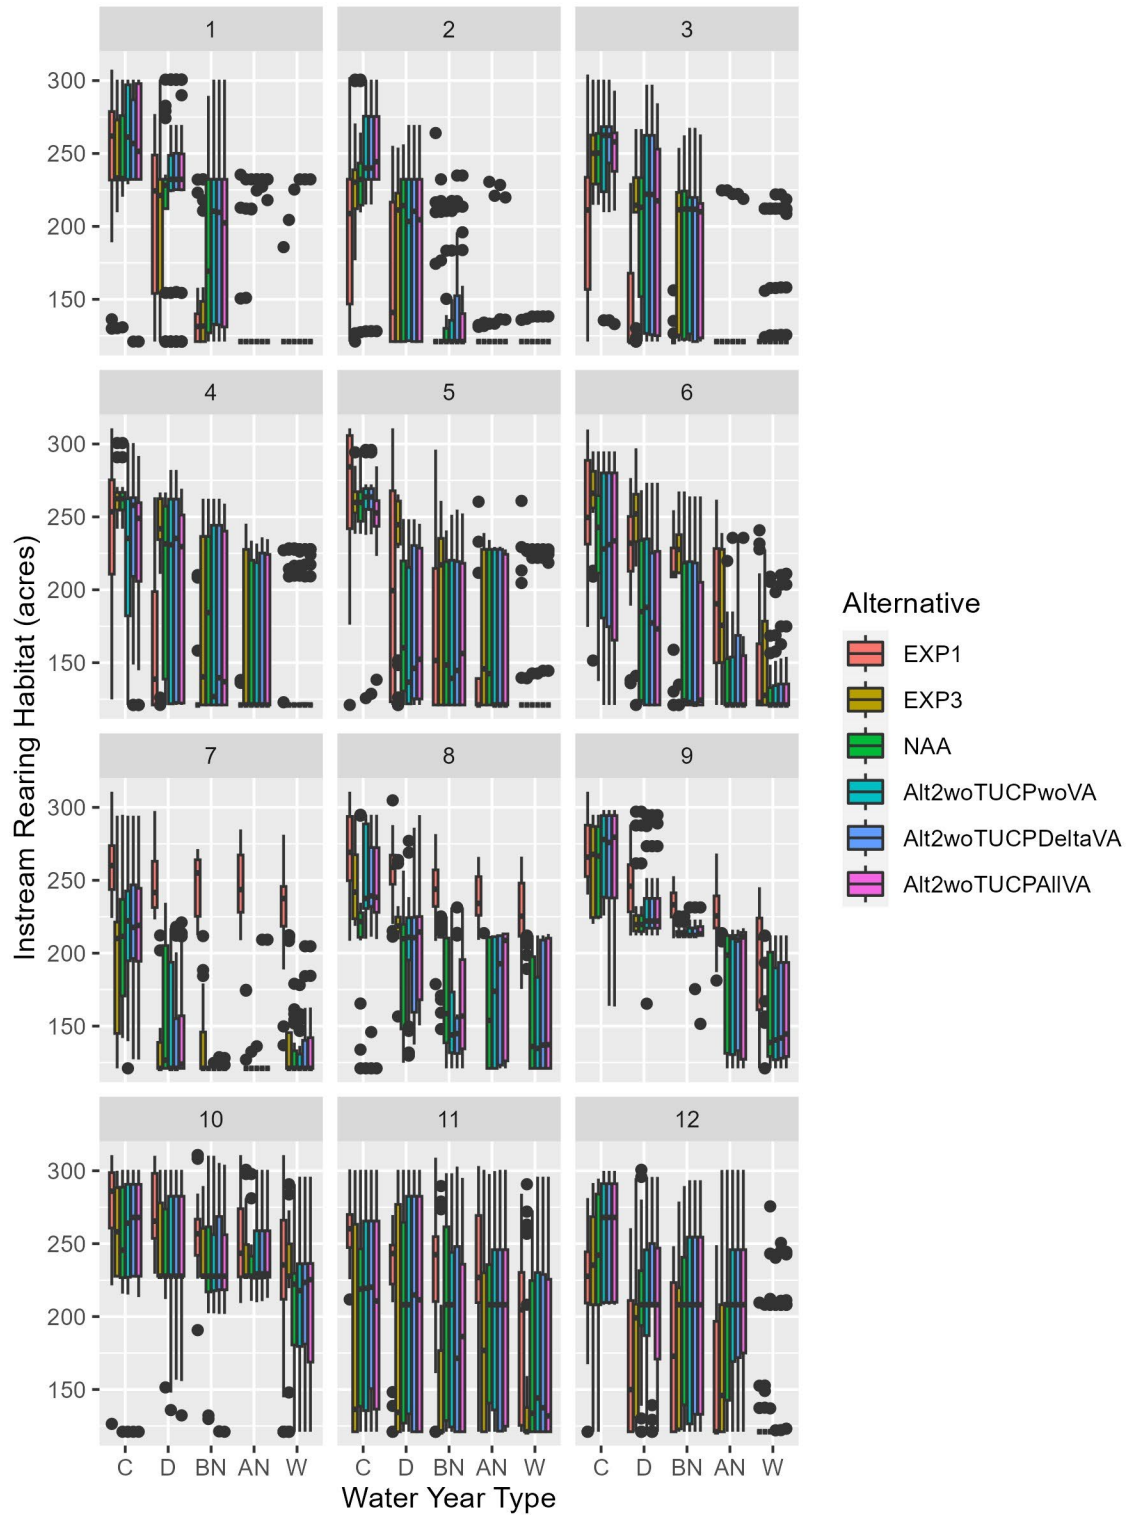 1 2 3
300
250
200
150
4 5 6
300
250
200
150
7 8 9
300
250
200
150
10 11 12
300
250
200
150
C D BN AN W C D BN AN W C D BN AN W
Water Year Type
Instream Rearing Habitat (acres)
Alternative
EXP1
EXP3
NAA
Alt2woTUCPwoVA
Alt2woTUCPDeltaVA
Alt2woTUCPAllVA